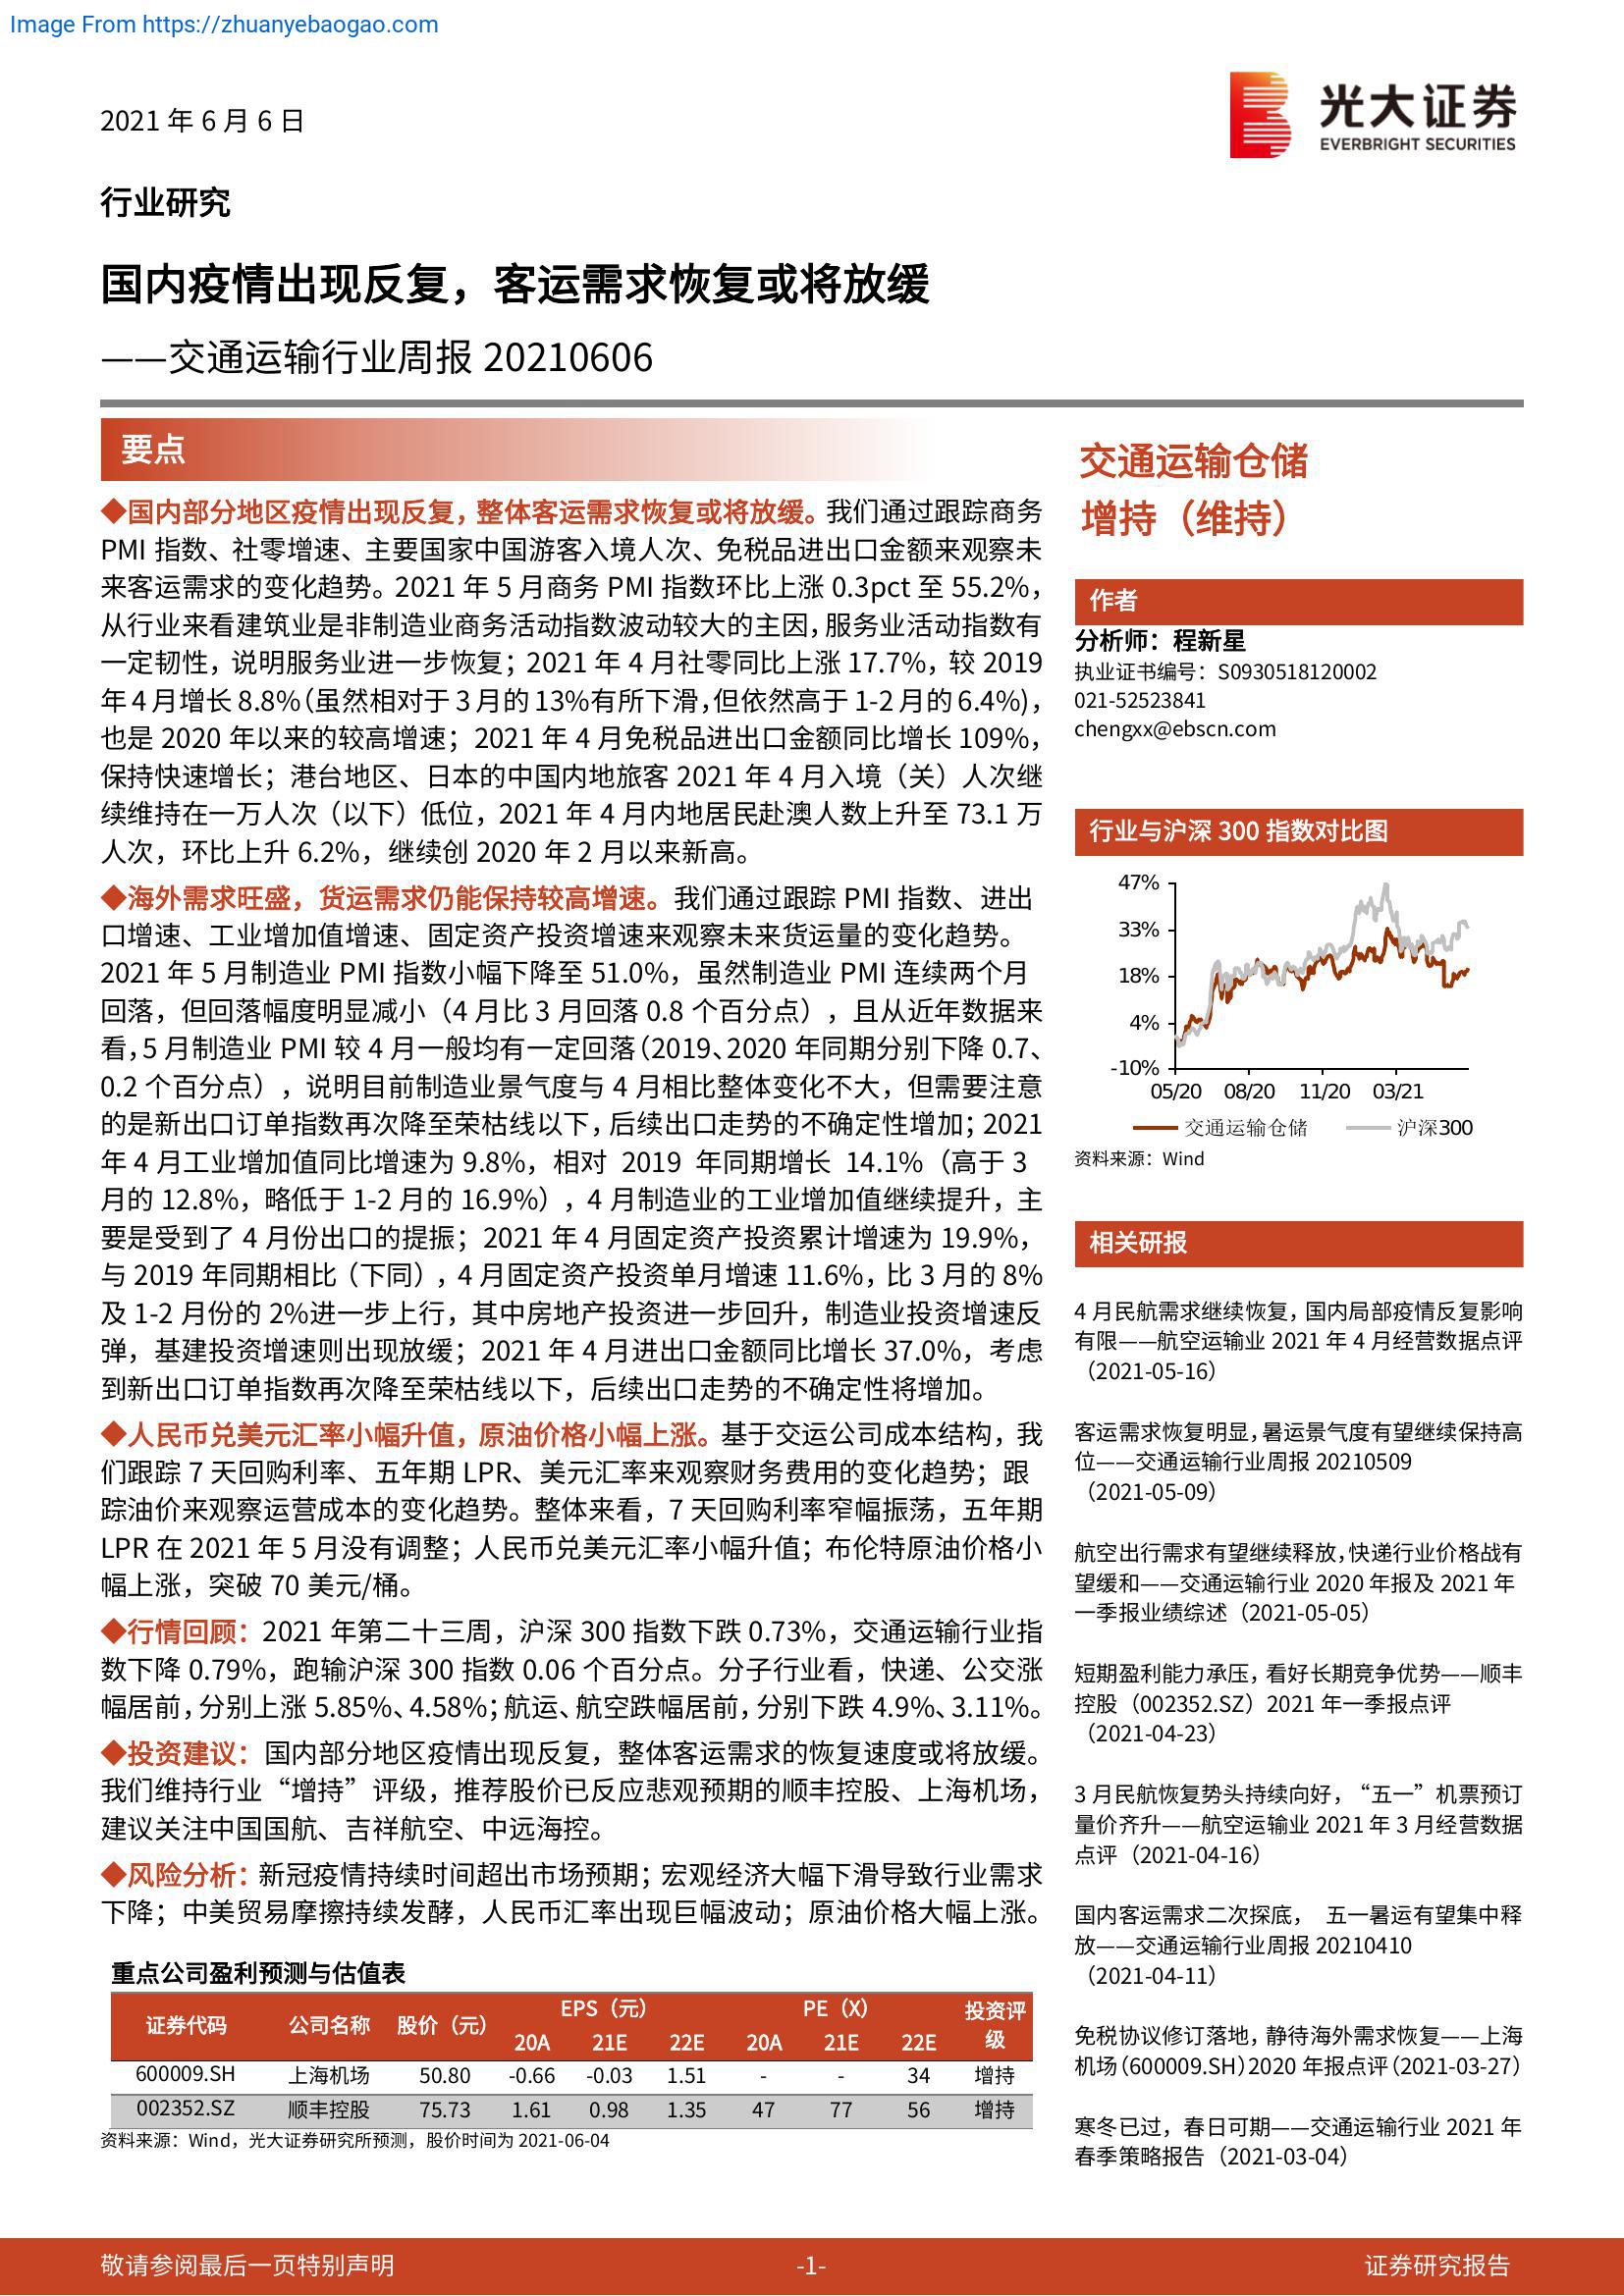 Image From https://zhuanyebaogao.com
2021 年 6 月 6 日
光大证券
EVERBRIGHT SECURITIES
行业研究
国内疫情出现反复，客运需求恢复或将放缓
——交通运输行业周报 20210606
要点
◆国内部分地区疫情出现反复，整体客运需求恢复或将放缓。我们通过跟踪商务
PMI 指数、社零增速、主要国家中国游客入境人次、免税品进出口金额来观察未
来客运需求的变化趋势。2021 年 5 月商务 PMI 指数环比上涨 0.3pct 至 55.2%，
从行业来看建筑业是非制造业商务活动指数波动较大的主因，服务业活动指数有
一定韧性，说明服务业进一步恢复；2021 年 4 月社零同比上涨 17.7%，较 2019
年 4 月增长 8.8%（虽然相对于 3 月的 13%有所下滑，但依然高于 1-2 月的 6.4%)，
也是 2020 年以来的较高增速；2021 年 4 月免税品进出口金额同比增长 109%，
保持快速增长；港台地区、日本的中国内地旅客 2021 年 4 月入境（关）人次继
续维持在一万人次（以下）低位，2021 年 4 月内地居民赴澳人数上升至 73.1 万
人次，环比上升 6.2%，继续创 2020 年 2 月以来新高。
◆海外需求旺盛，货运需求仍能保持较高增速。我们通过跟踪 PMI 指数、进出
口增速、工业增加值增速、固定资产投资增速来观察未来货运量的变化趋势。
2021 年 5 月制造业 PMI 指数小幅下降至 51.0%，虽然制造业 PMI 连续两个月
回落，但回落幅度明显减小（4 月比 3 月回落 0.8 个百分点），且从近年数据来
看，5 月制造业 PMI 较 4 月一般均有一定回落（2019、2020 年同期分别下降 0.7、
0.2 个百分点），说明目前制造业景气度与 4 月相比整体变化不大，但需要注意
的是新出口订单指数再次降至荣枯线以下，后续出口走势的不确定性增加；2021
年 4 月工业增加值同比增速为 9.8%，相对 2019 年同期增长 14.1%（高于 3
月的 12.8%，略低于 1-2 月的 16.9%），4 月制造业的工业增加值继续提升，主
要是受到了 4 月份出口的提振；2021 年 4 月固定资产投资累计增速为 19.9%，
与 2019 年同期相比（下同），4 月固定资产投资单月增速 11.6%，比 3 月的 8%
及 1-2 月份的 2%进一步上行，其中房地产投资进一步回升，制造业投资增速反
弹，基建投资增速则出现放缓；2021 年 4 月进出口金额同比增长 37.0%，考虑
到新出口订单指数再次降至荣枯线以下，后续出口走势的不确定性将增加。
◆人民币兑美元汇率小幅升值，原油价格小幅上涨。基于交运公司成本结构，我
们跟踪 7 天回购利率、五年期 LPR、美元汇率来观察财务费用的变化趋势；跟
踪油价来观察运营成本的变化趋势。整体来看，7 天回购利率窄幅振荡，五年期
LPR 在 2021 年 5 月没有调整；人民币兑美元汇率小幅升值；布伦特原油价格小
幅上涨，突破 70 美元/桶。
◆行情回顾：2021 年第二十三周，沪深 300 指数下跌 0.73%，交通运输行业指
数下降 0.79%，跑输沪深 300 指数 0.06 个百分点。分子行业看，快递、公交涨
幅居前，分别上涨 5.85%、4.58%；航运、航空跌幅居前，分别下跌 4.9%、3.11%。
◆投资建议：国内部分地区疫情出现反复，整体客运需求的恢复速度或将放缓。
我们维持行业“增持”评级，推荐股价已反应悲观预期的顺丰控股、上海机场，
建议关注中国国航、吉祥航空、中远海控。
◆风险分析：新冠疫情持续时间超出市场预期；宏观经济大幅下滑导致行业需求
下降；中美贸易摩擦持续发酵，人民币汇率出现巨幅波动；原油价格大幅上涨。
重点公司盈利预测与估值表
证券代码 公司名称 股价（元） EPS（元） PE（X） 投资评级
20A 21E 22E 20A 21E 22E
600009.SH 上海机场 50.80 -0.66 -0.03 1.51 - - 34 增持
002352.SZ 顺丰控股 75.73 1.61 0.98 1.35 47 77 56 增持
资料来源：Wind，光大证券研究所预测，股价时间为 2021-06-04
交通运输仓储
增持（维持）
作者
分析师：程新星
执业证书编号：S0930518120002
021-52523841
chengxx@ebscn.com
行业与沪深 300 指数对比图
47%
33%
18%
4%
-10%
05/20 08/20 11/20 03/21
交通运输仓储 沪深300
资料来源：Wind
相关研报
4 月民航需求继续恢复，国内局部疫情反复影响
有限——航空运输业 2021 年 4 月经营数据点评
（2021-05-16）
客运需求恢复明显，暑运景气度有望继续保持高
位——交通运输行业周报 20210509
（2021-05-09）
航空出行需求有望继续释放，快递行业价格战有
望缓和——交通运输行业 2020 年报及 2021 年
一季报业绩综述（2021-05-05）
短期盈利能力承压，看好长期竞争优势——顺丰
控股（002352.SZ）2021 年一季报点评
（2021-04-23）
3 月民航恢复势头持续向好，“五一”机票预订
量价齐升——航空运输业 2021 年 3 月经营数据
点评（2021-04-16）
国内客运需求二次探底， 五一暑运有望集中释
放——交通运输行业周报 20210410
（2021-04-11）
免税协议修订落地，静待海外需求恢复——上海
机场（600009.SH）2020 年报点评（2021-03-27）
寒冬已过，春日可期——交通运输行业 2021 年
春季策略报告（2021-03-04）
敬请参阅最后一页特别声明 -1- 证券研究报告